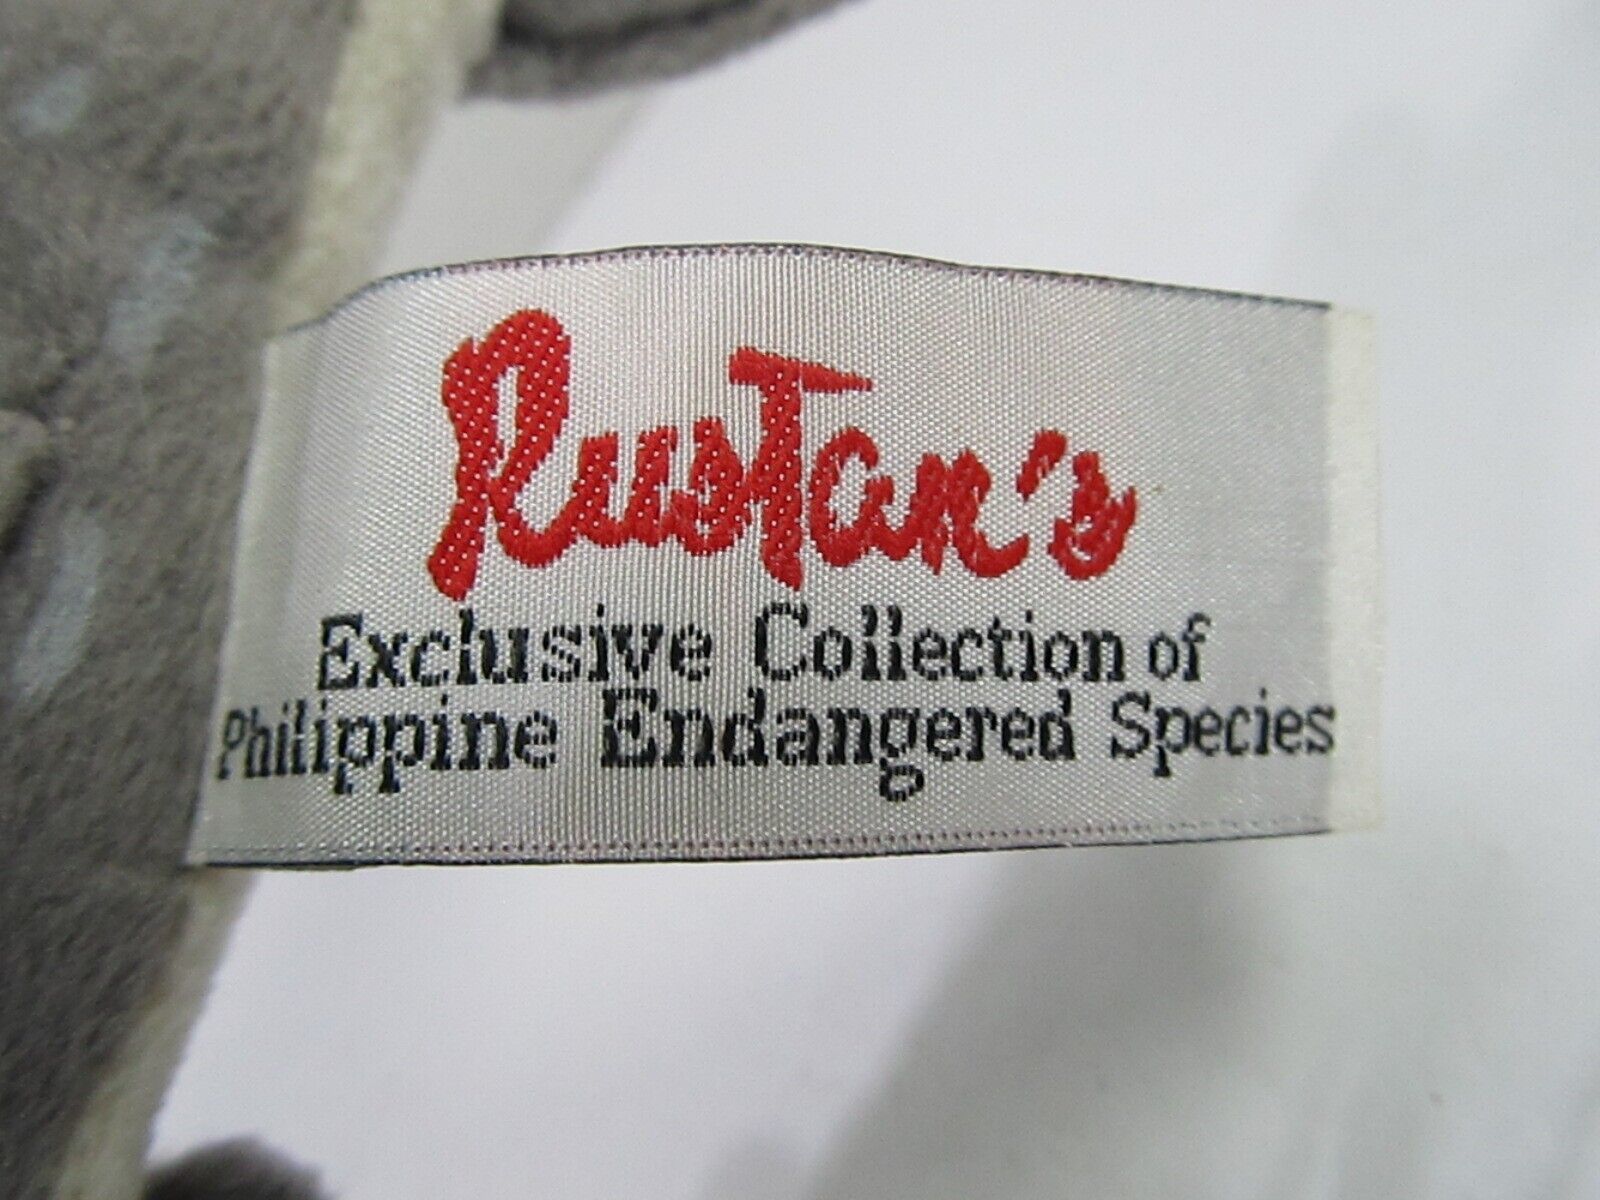 RusTan's
Exclusive Collection of
Philippine Endangered Species